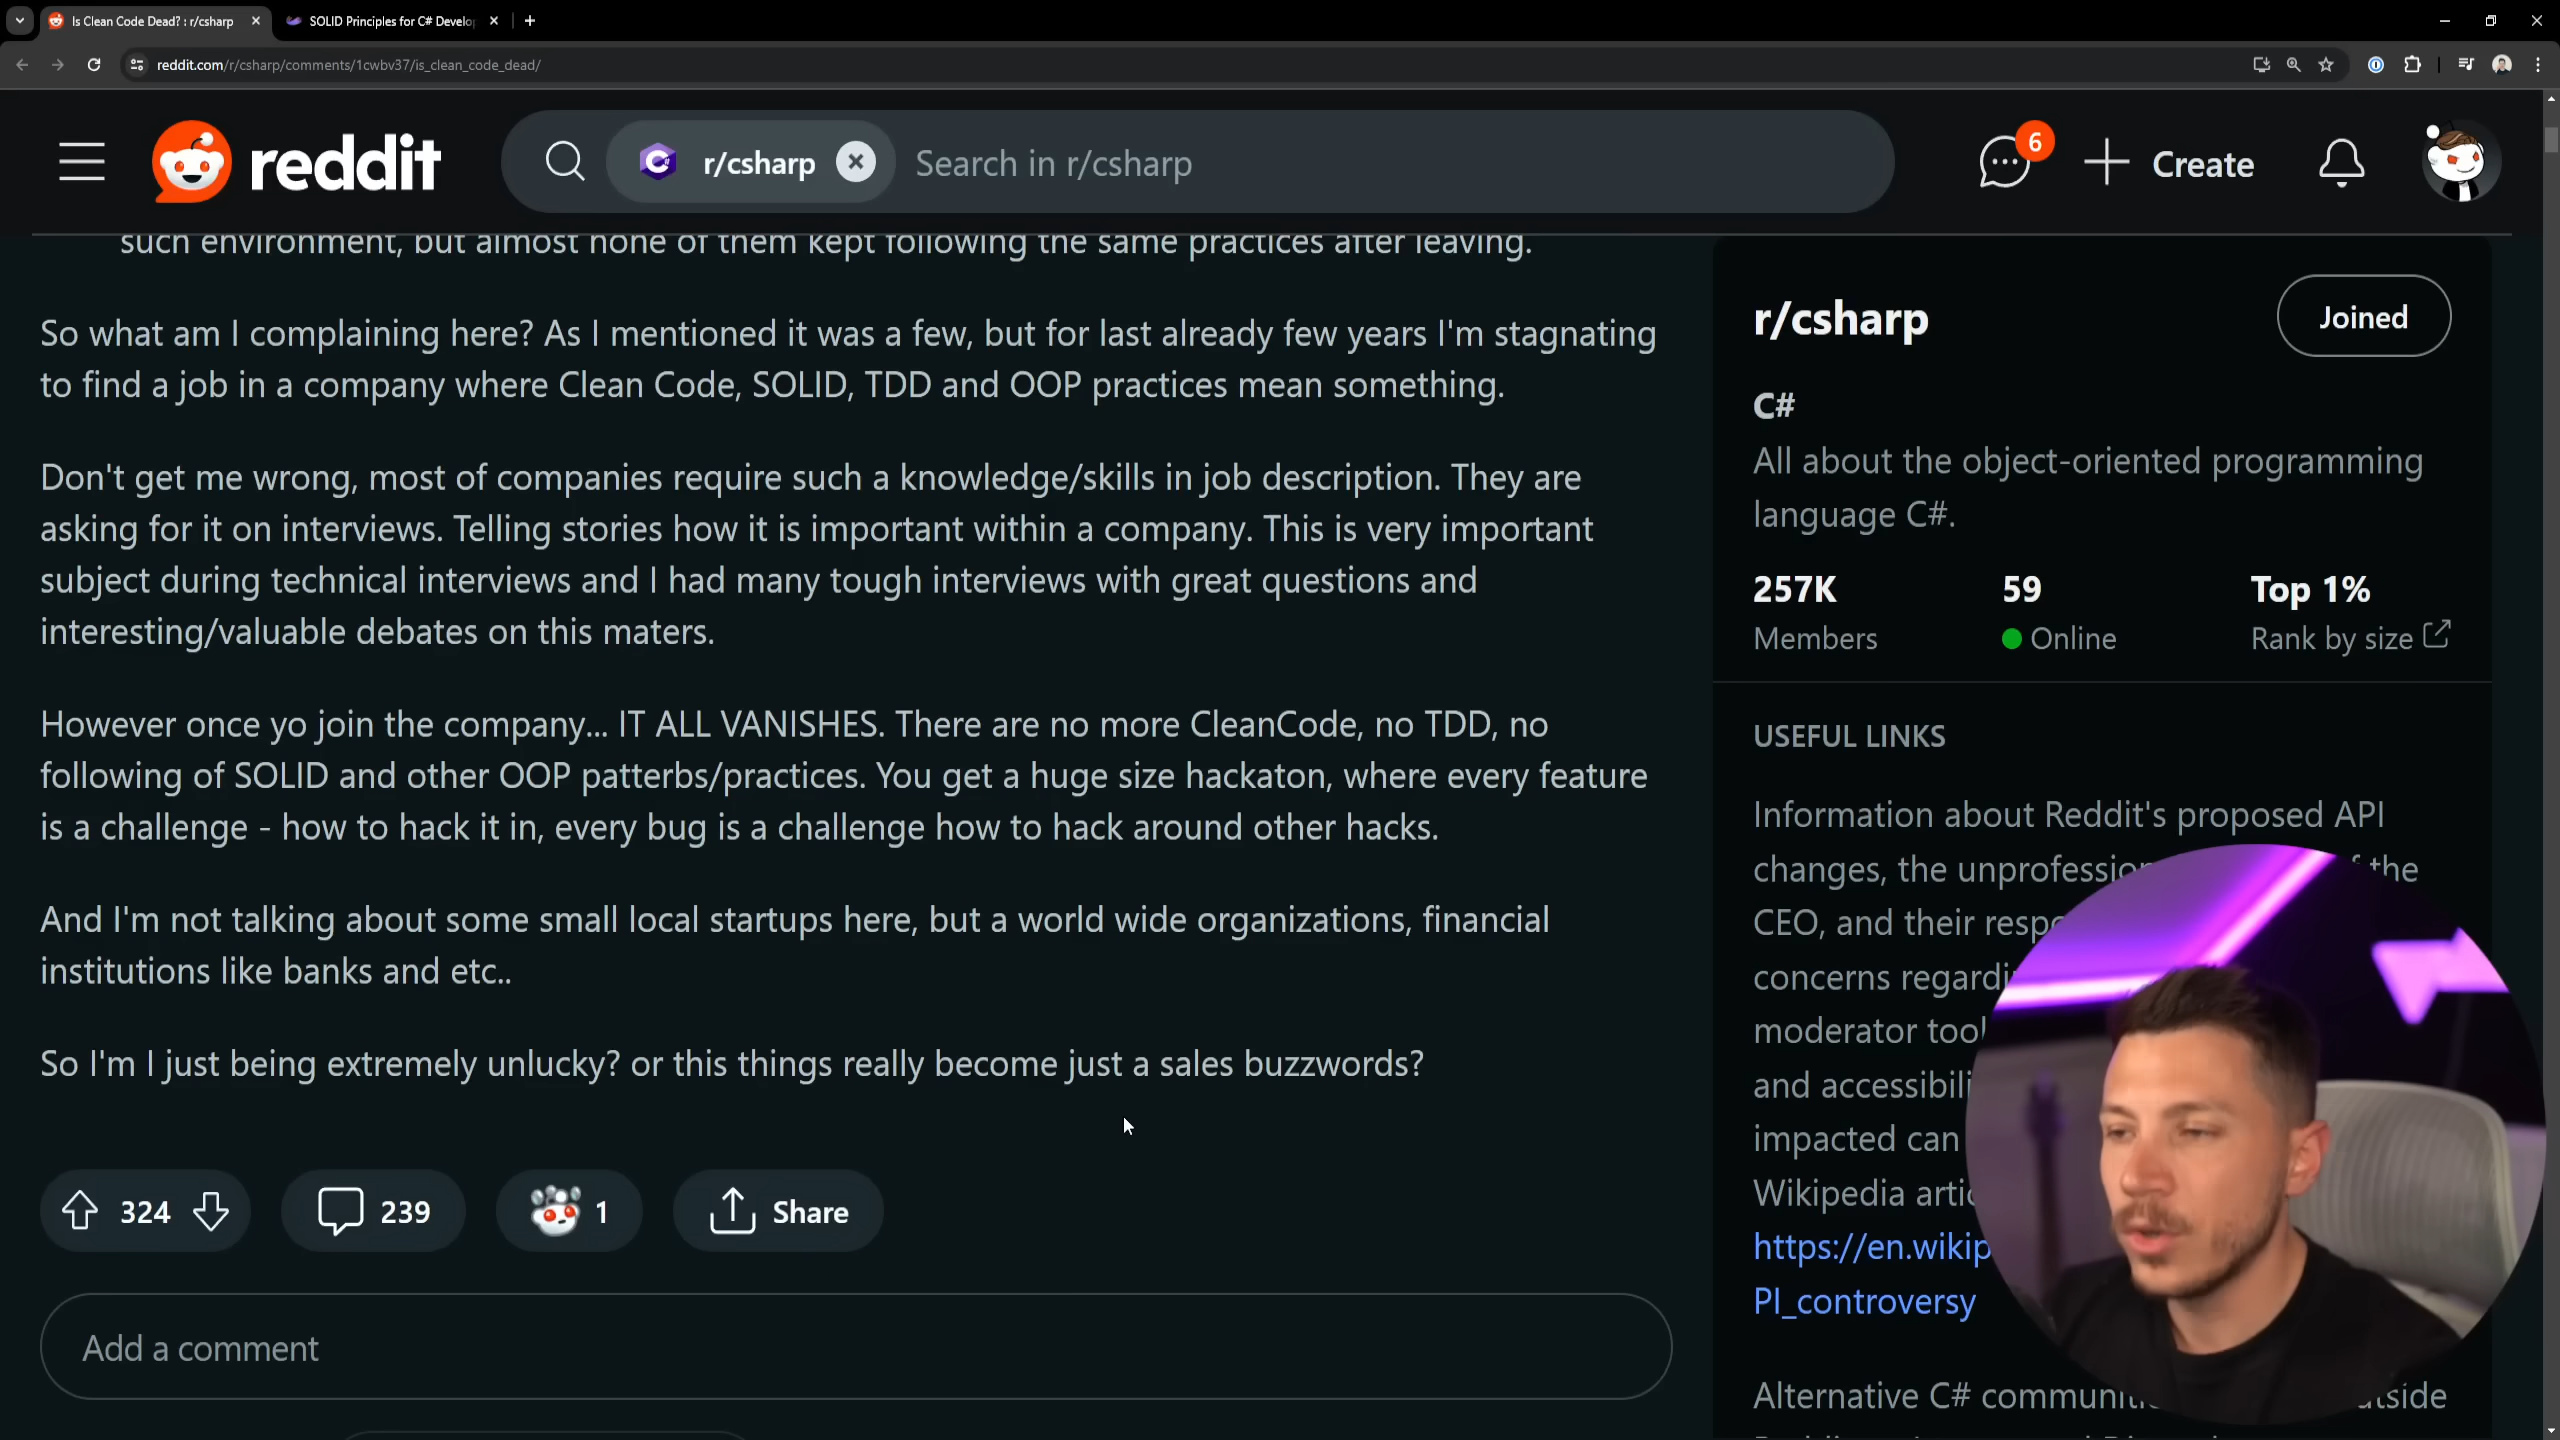 Is Clean Code Dead? : r/csharp
SOLID Principles for C# Develo
reddit.com/r/csharp/comments/1cwbv37/is_clean_code_dead/
reddit
r/csharp
Search in r/csharp
6
Create
such environment, but almost none of them kept following the same practices after leaving.
So what am I complaining here? As I mentioned it was a few, but for last already few years I'm stagnating
to find a job in a company where Clean Code, SOLID, TDD and OOP practices mean something.
Don't get me wrong, most of companies require such a knowledge/skills in job description. They are
asking for it on interviews. Telling stories how it is important within a company. This is very important
subject during technical interviews and I had many tough interviews with great questions and
interesting/valuable debates on this maters.
However once yo join the company... IT ALL VANISHES. There are no more CleanCode, no TDD, no
following of SOLID and other OOP patterbs/practices. You get a huge size hackaton, where every feature
is a challenge - how to hack it in, every bug is a challenge how to hack around other hacks.
And I'm not talking about some small local startups here, but a world wide organizations, financial
institutions like banks and etc..
So I'm I just being extremely unlucky? or this things really become just a sales buzzwords?
324
239
1
Share
Add a comment
r/csharp
Joined
C#
All about the object-oriented programming
language C#.
257K
59
Top 1%
Members
Online
Rank by size
USEFUL LINKS
Information about Reddit's proposed API
changes, the unprofession the
CEO, and their resp
concerns regardi
moderator tool
and accessibili
impacted can
Wikipedia artic
https://en.wikip
PI_controversy
Alternative C# communi tside